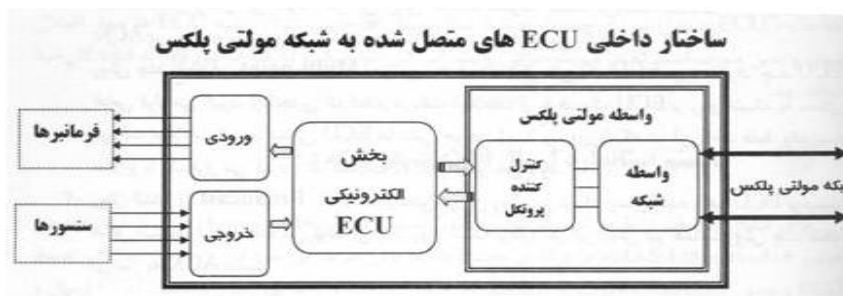 ساختار داخلی ECU های متصل شده به شبکه مولتی پلکس
واسطه مولتی پلکس
فرمانبرها
ورودی
بخش
الکترونیکی
ECU
کنترل
کننده
پروتکل
واسطه
شبکه
بکه مولتی پلکس
سنسورها
خروجی